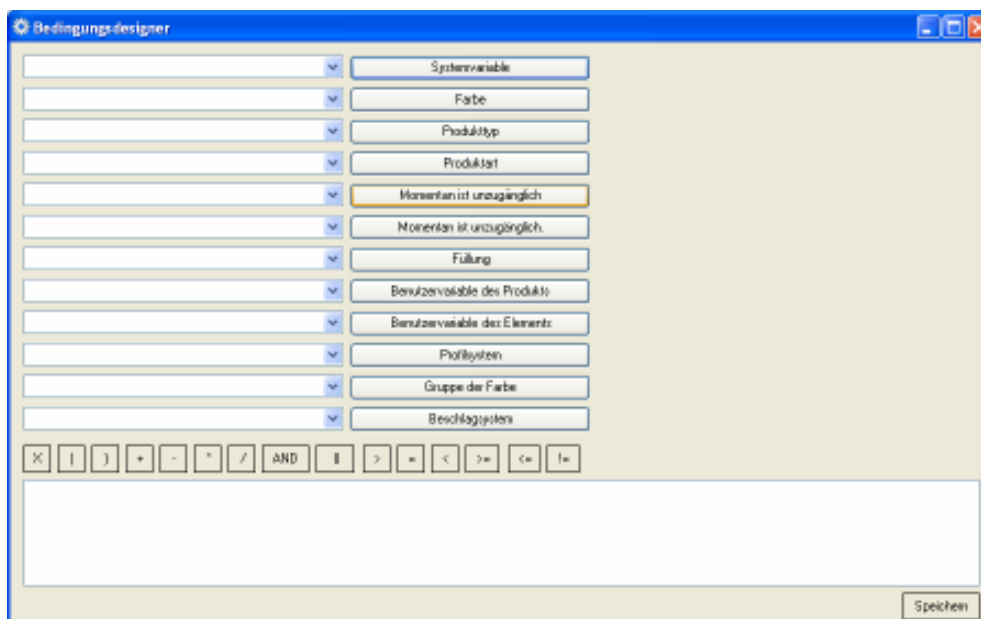 Bedingungsdesigner
Systemvariable
Farbe
Produkttyp
Produktart
Momentan ist unzugänglich
Momentan ist unzugänglich.
Füllung
Benutzervariable des Produkts
Benutzervariable des Elements
Profilsystem
Gruppe der Farbe
Beschlagsystem
X ( ) + - * / AND || > = < >= <= !=
Speichern